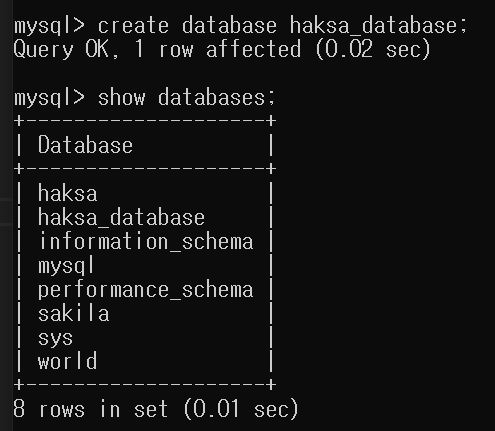 mysql> create database haksa_database;
Query OK, 1 row affected (0.02 sec)

mysql> show databases;
+--------------------+
| Database           |
+--------------------+
| haksa              |
| haksa_database     |
| information_schema |
| mysql              |
| performance_schema |
| sakila             |
| sys                |
| world              |
+--------------------+
8 rows in set (0.01 sec)